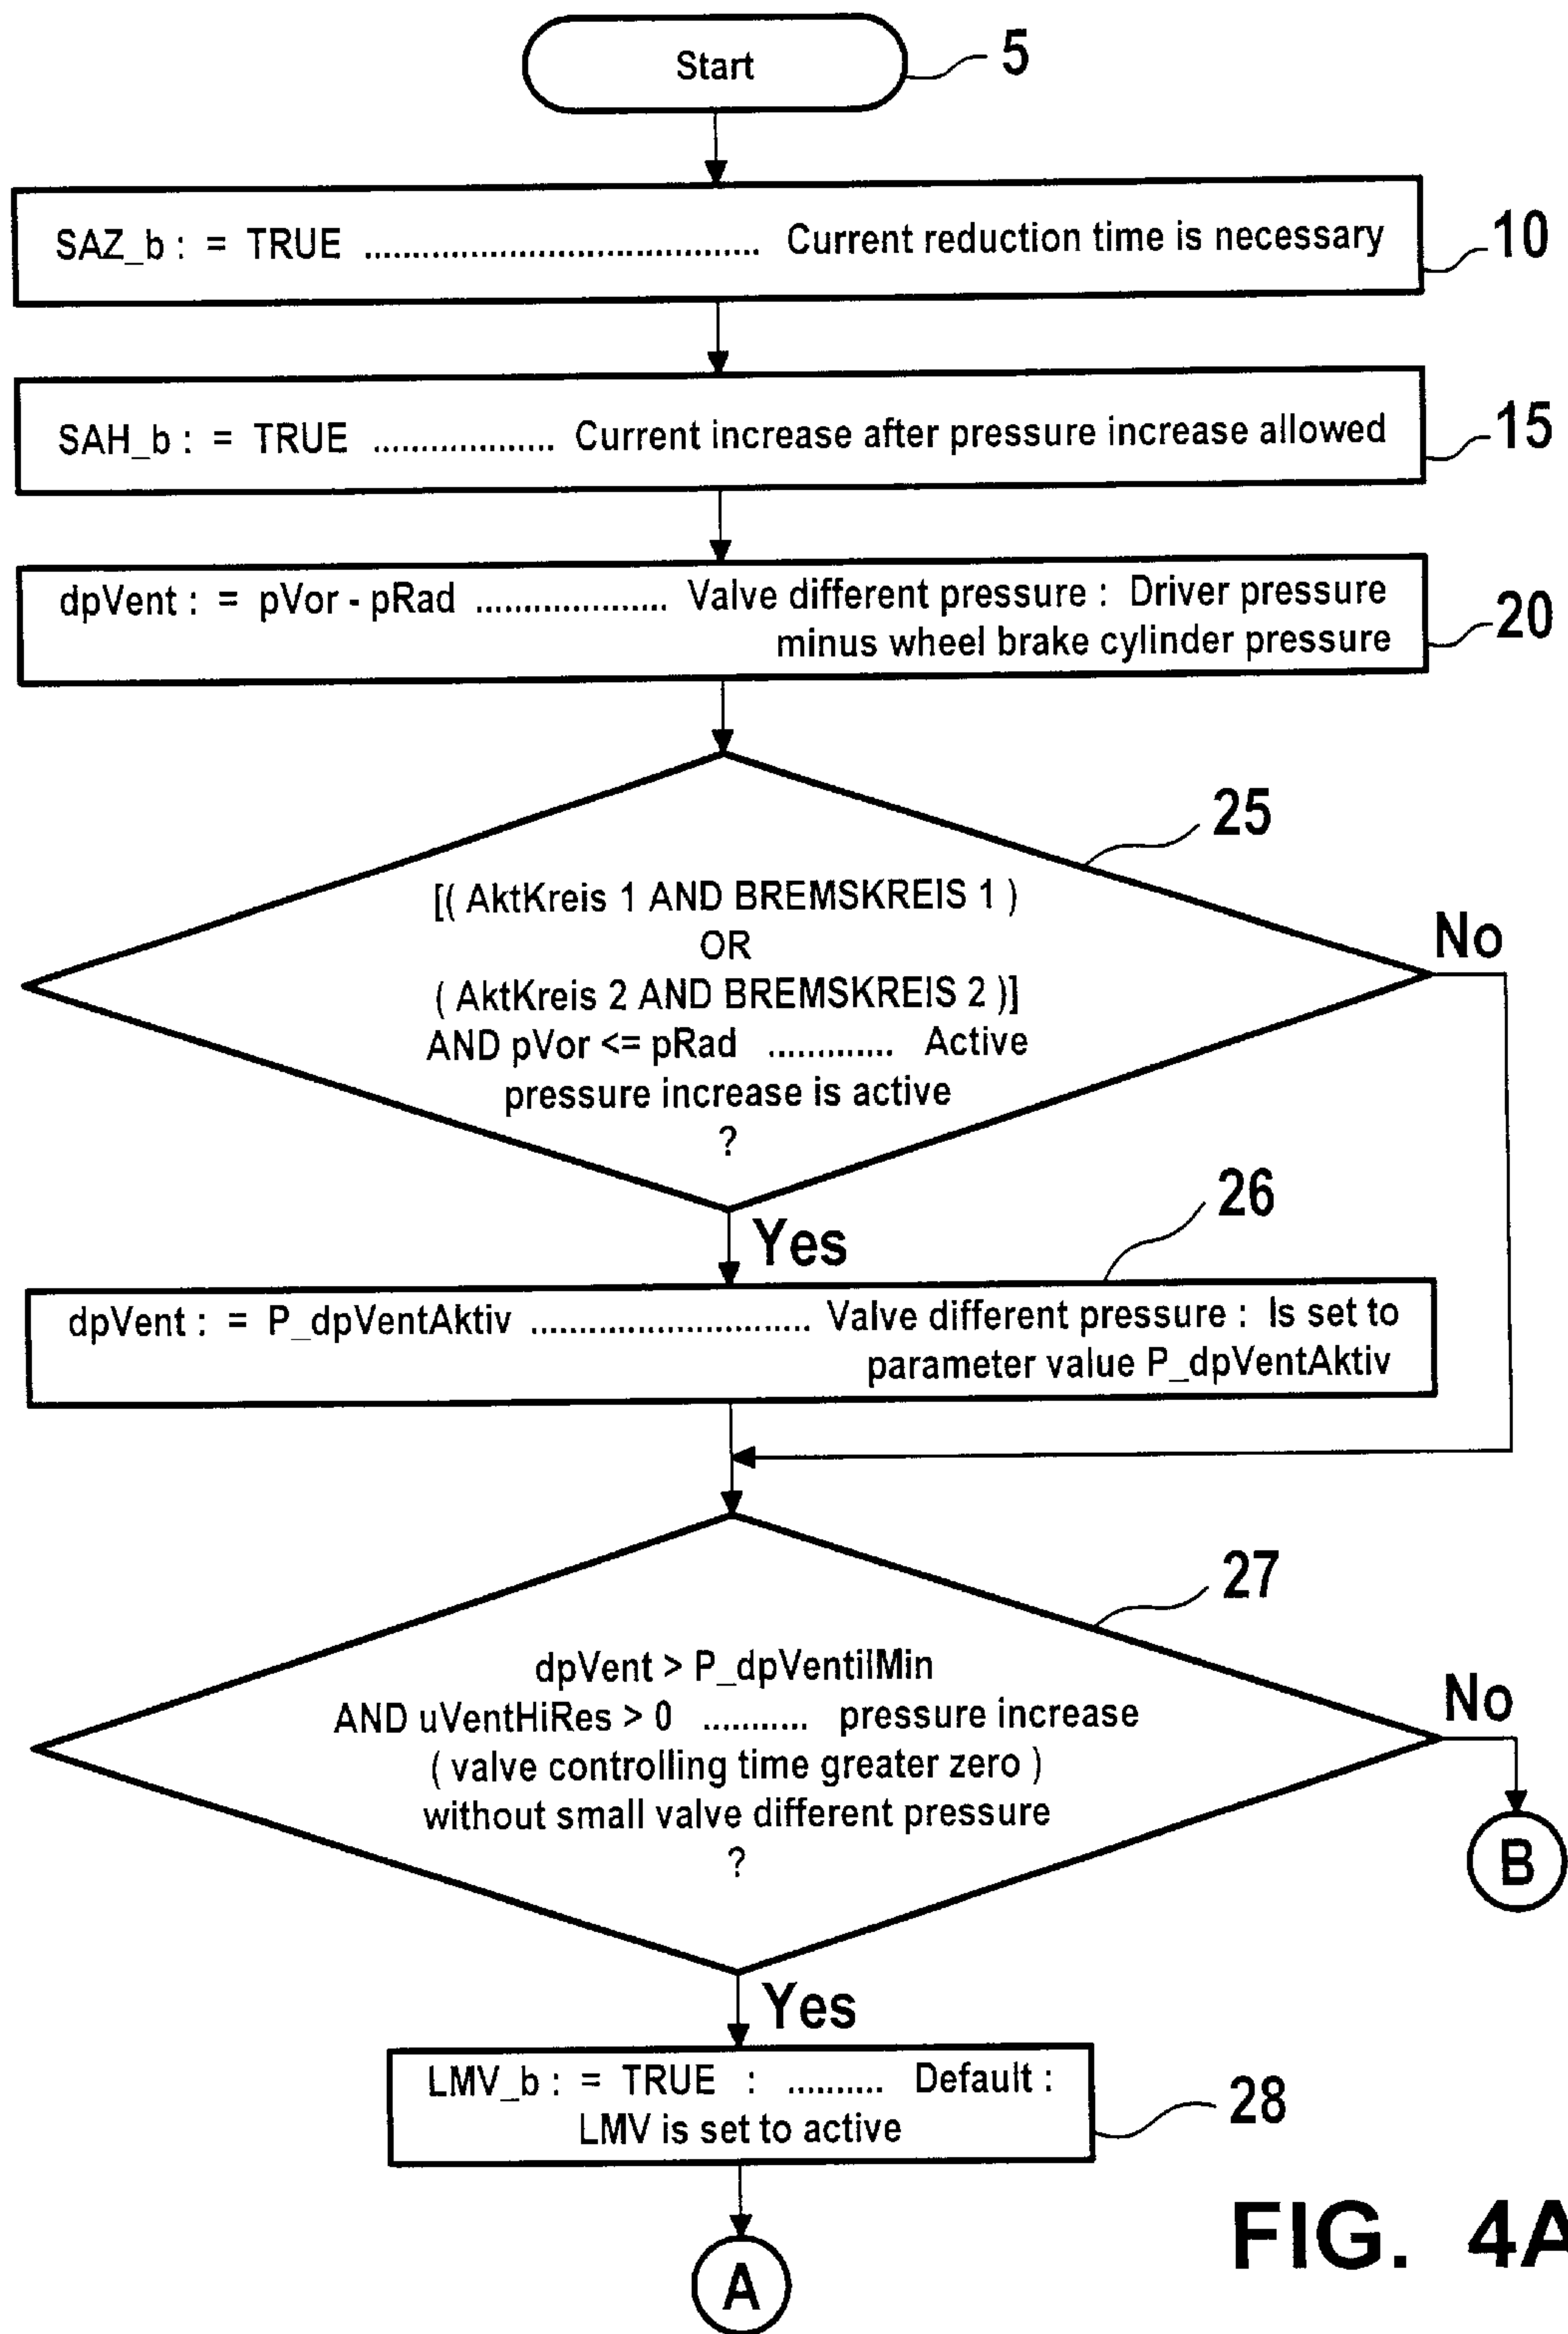 Start
5
SAZ_b : = TRUE ......................................... Current reduction time is necessary
10
SAH_b : = TRUE ................... Current increase after pressure increase allowed
15
dpVent : = pVor - pRad .................... Valve different pressure : Driver pressure
minus wheel brake cylinder pressure
20
25
[( AktKreis 1 AND BREMSKREIS 1 )
OR
( AktKreis 2 AND BREMSKREIS 2 )]
AND pVor <= pRad ............. Active
pressure increase is active
?
No
Yes
26
dpVent : = P_dpVentAktiv ............................. Valve different pressure : Is set to
parameter value P_dpVentAktiv
27
dpVent > P_dpVentilMin
AND uVentHiRes > 0 ........... pressure increase
( valve controlling time greater zero )
without small valve different pressure
?
No
B
Yes
LMV_b : = TRUE : .......... Default :
LMV is set to active
28
A
FIG. 4A